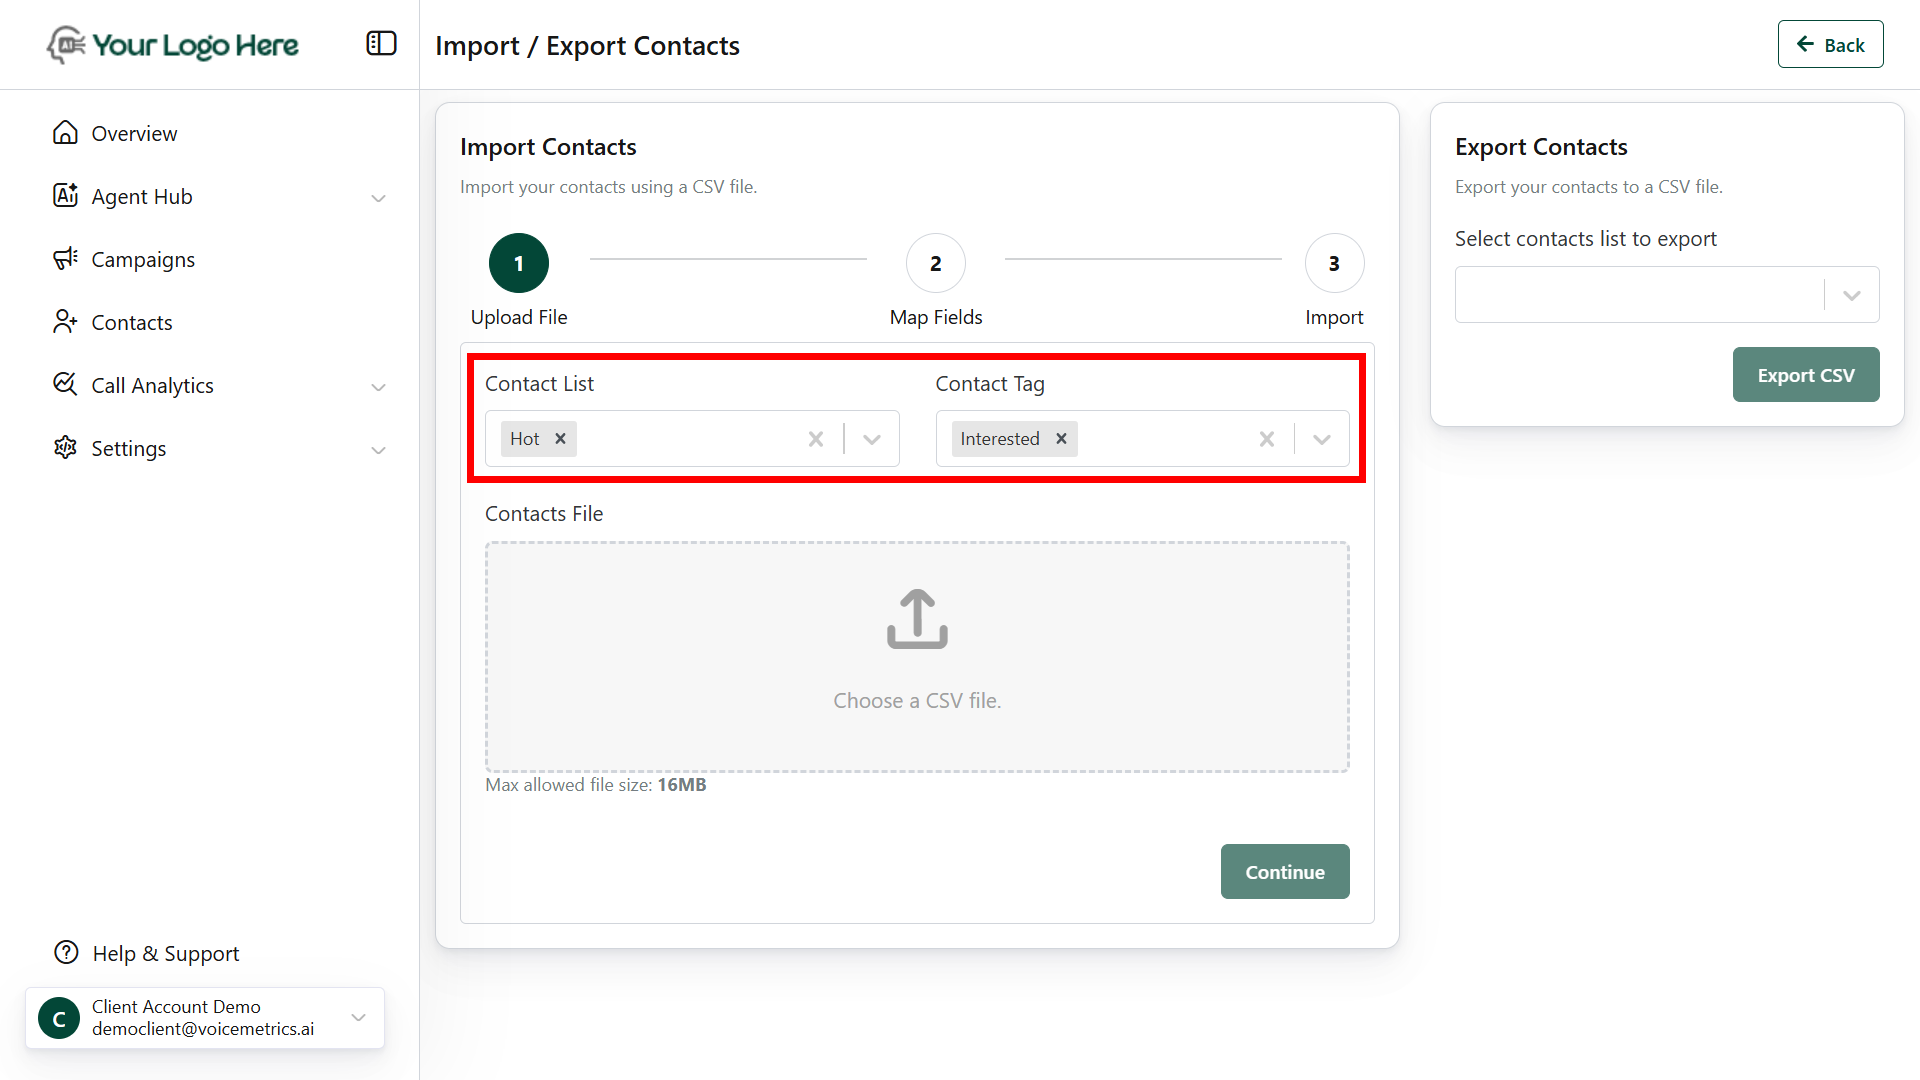 AI Your Logo Here
Import / Export Contacts
Back
Overview
Agent Hub
Campaigns
Contacts
Call Analytics
Settings
Help & Support
C
Client Account Demo
democlient@voicemetrics.ai
Import Contacts
Import your contacts using a CSV file.
1
2
3
Upload File
Map Fields
Import
Contact List
Contact Tag
Hot
Interested
Contacts File
Choose a CSV file.
Max allowed file size: 16MB
Continue
Export Contacts
Export your contacts to a CSV file.
Select contacts list to export
Export CSV